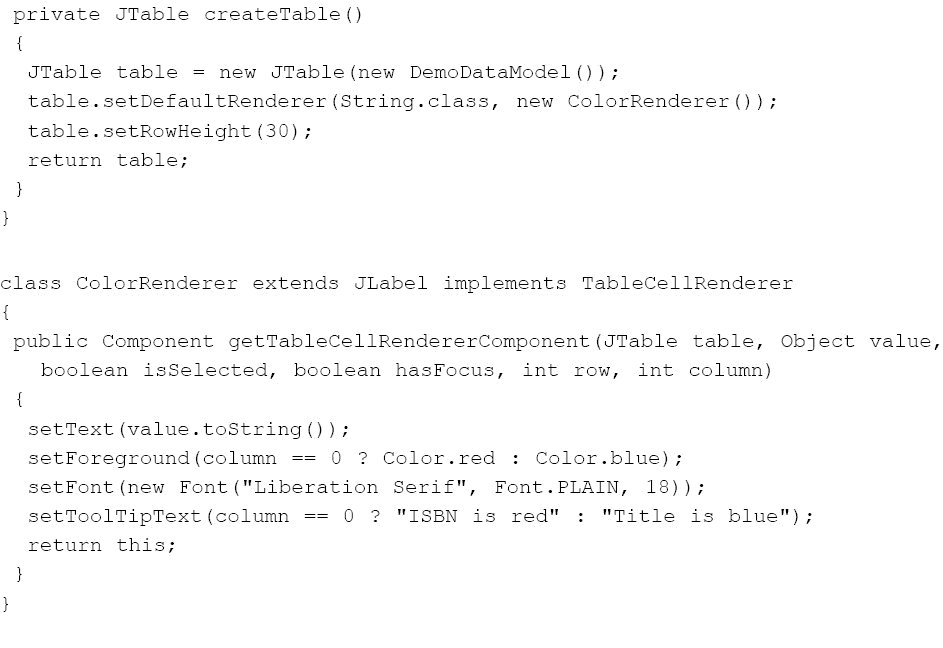 private JTable createTable()
{
JTable table = new JTable(new DemoDataModel());
table.setDefaultRenderer(String.class, new ColorRenderer());
table.setRowHeight(30);
return table;
}
}
class ColorRenderer extends JLabel implements TableCellRenderer
{
public Component getTableCellRendererComponent(JTable table, Object value,
boolean isSelected, boolean hasFocus, int row, int column)
{
setText(value.toString());
setForeground(column == 0 ? Color.red : Color.blue);
setFont(new Font("Liberation Serif", Font.PLAIN, 18));
setToolTipText(column == 0 ? "ISBN is red" : "Title is blue");
return this;
}
}